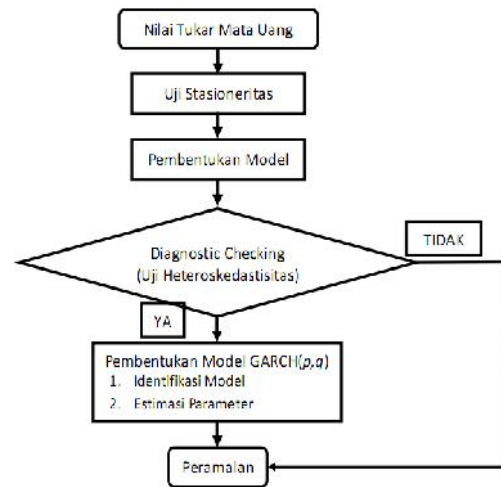 Nilai Tukar Mata Uang
Uji Stasioneritas
Pembentukan Model
Diagnostic Checking
(Uji Heteroskedastisitas)
TIDAK
YA
Pembentukan Model GARCH(p,q)
1. Identifikasi Model
2. Estimasi Parameter
Peramalan